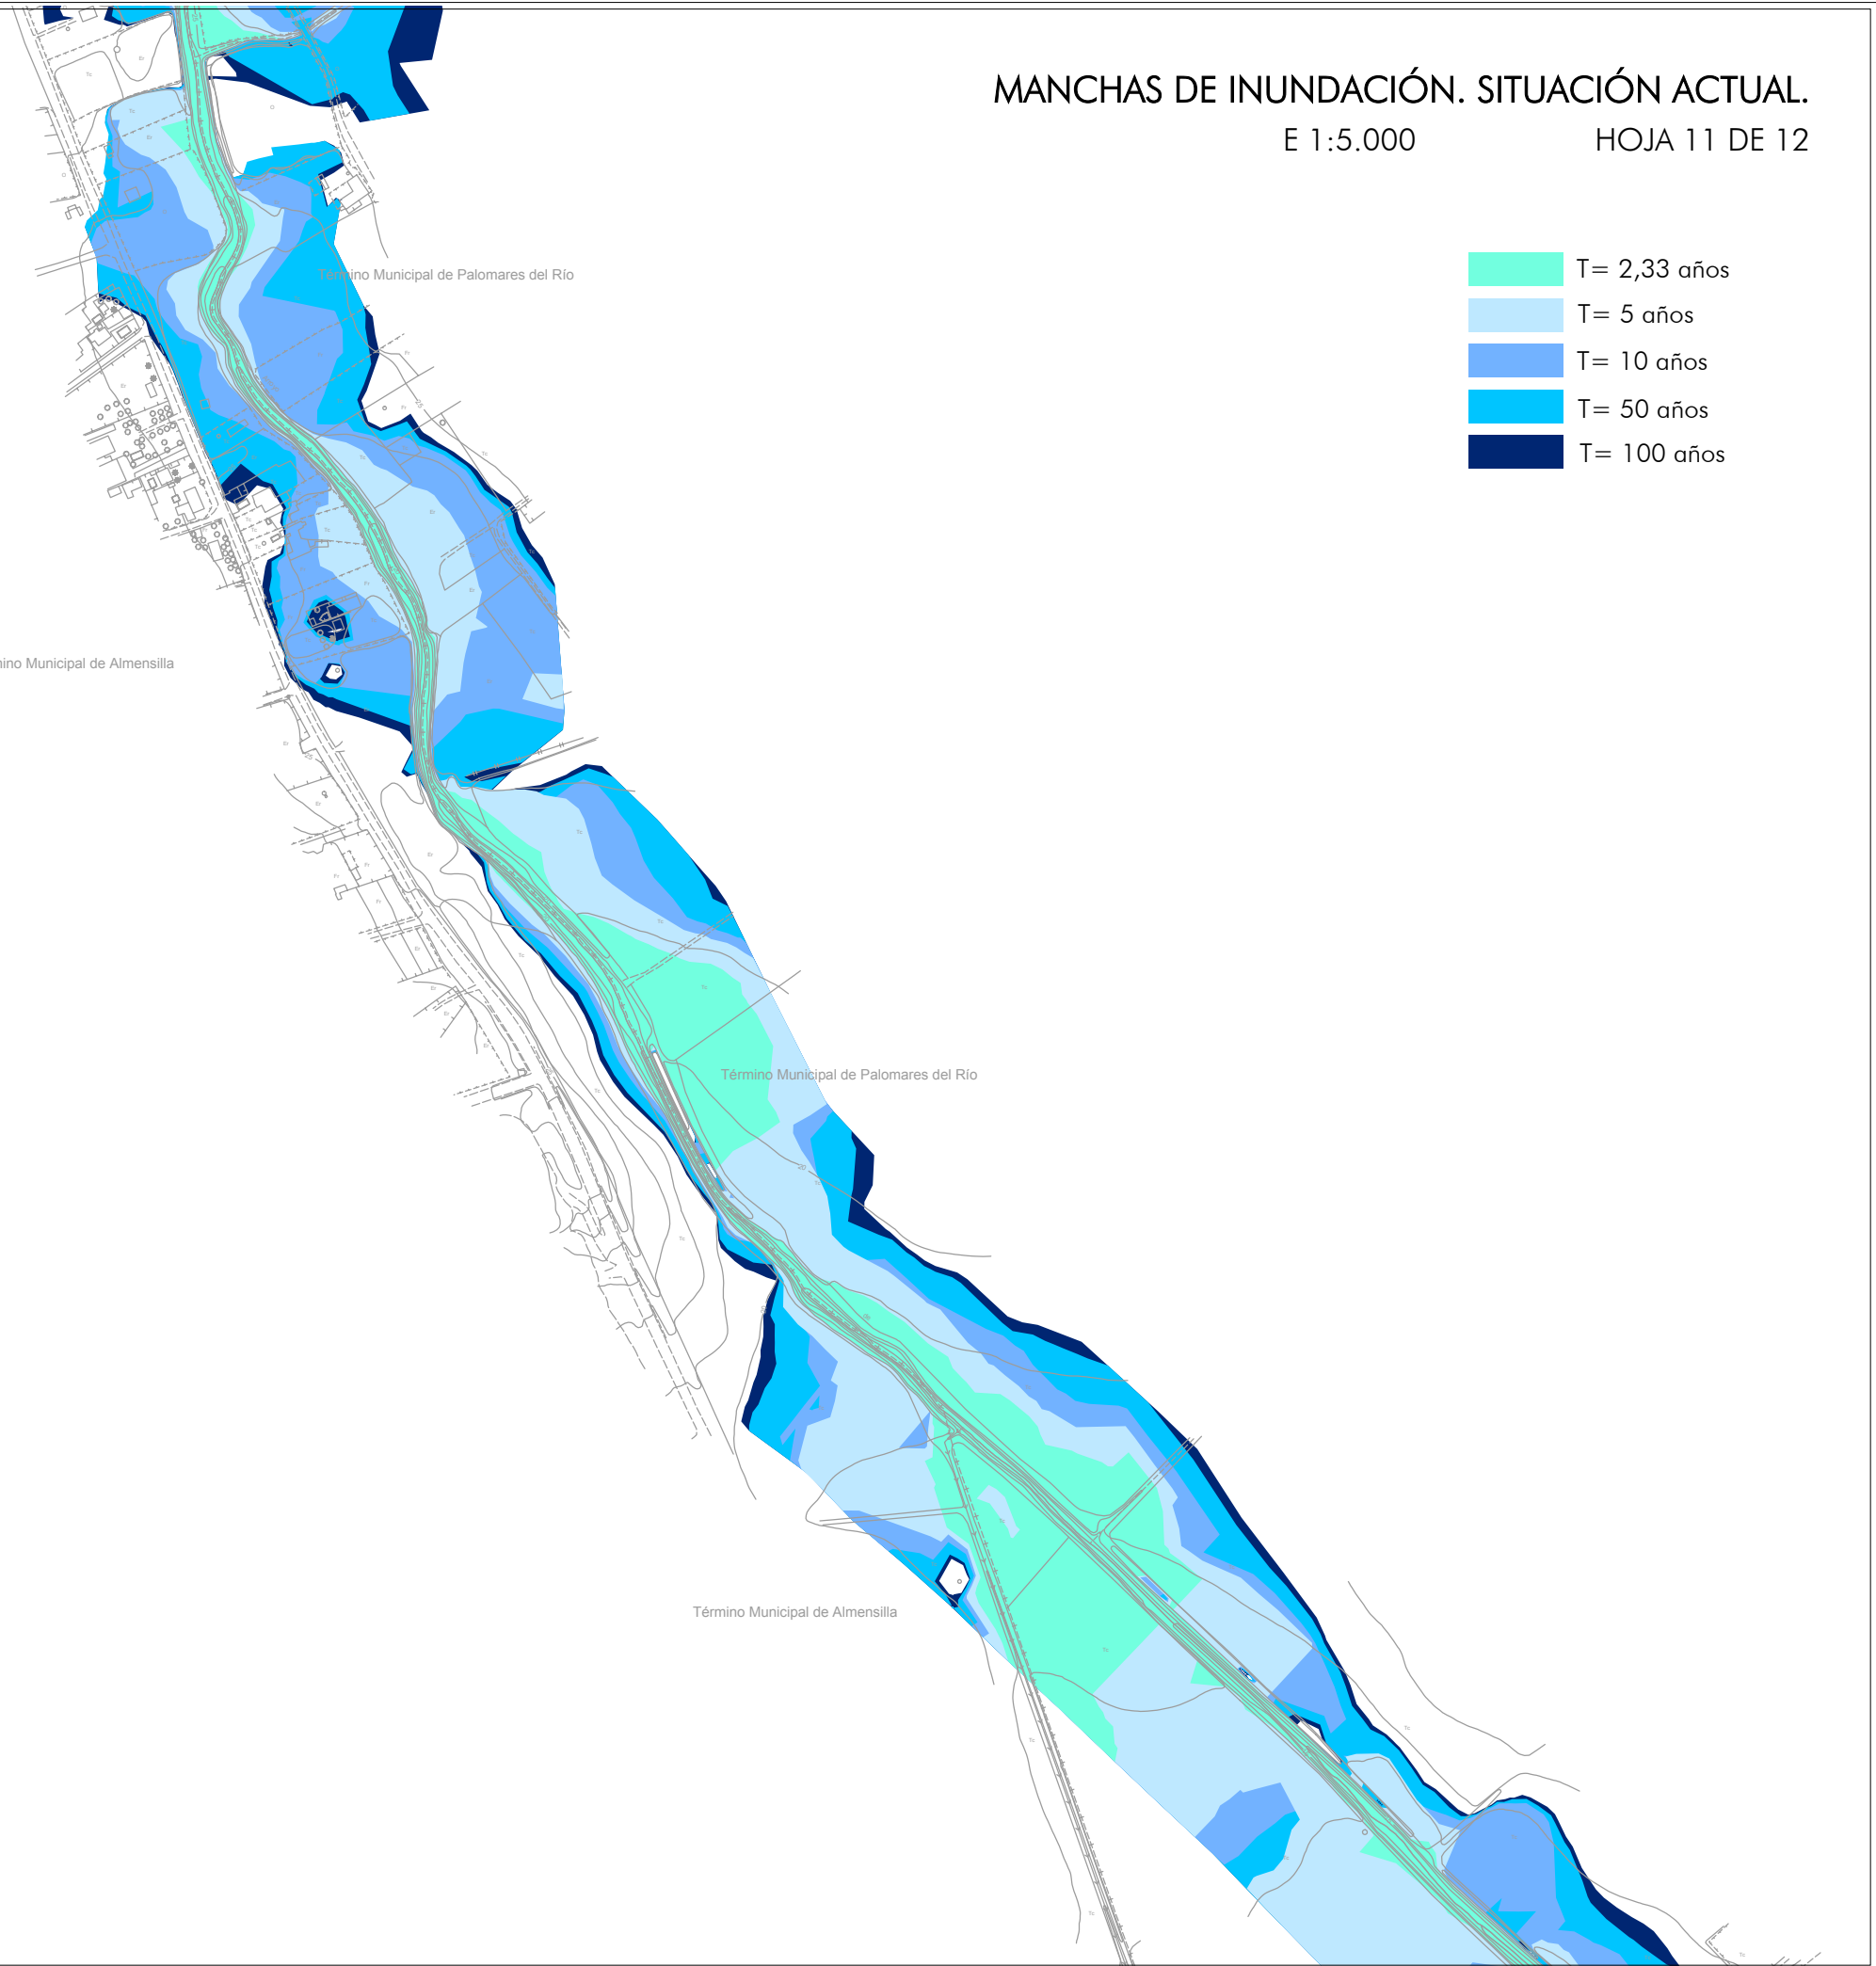 MANCHAS DE INUNDACIÓN. SITUACIÓN ACTUAL.
E 1:5.000 HOJA 11 DE 12
T= 2,33 años
T= 5 años
T= 10 años
T= 50 años
T= 100 años
Término Municipal de Palomares del Río
Municipal de Almensilla
Término Municipal de Palomares del Río
Término Municipal de Almensilla